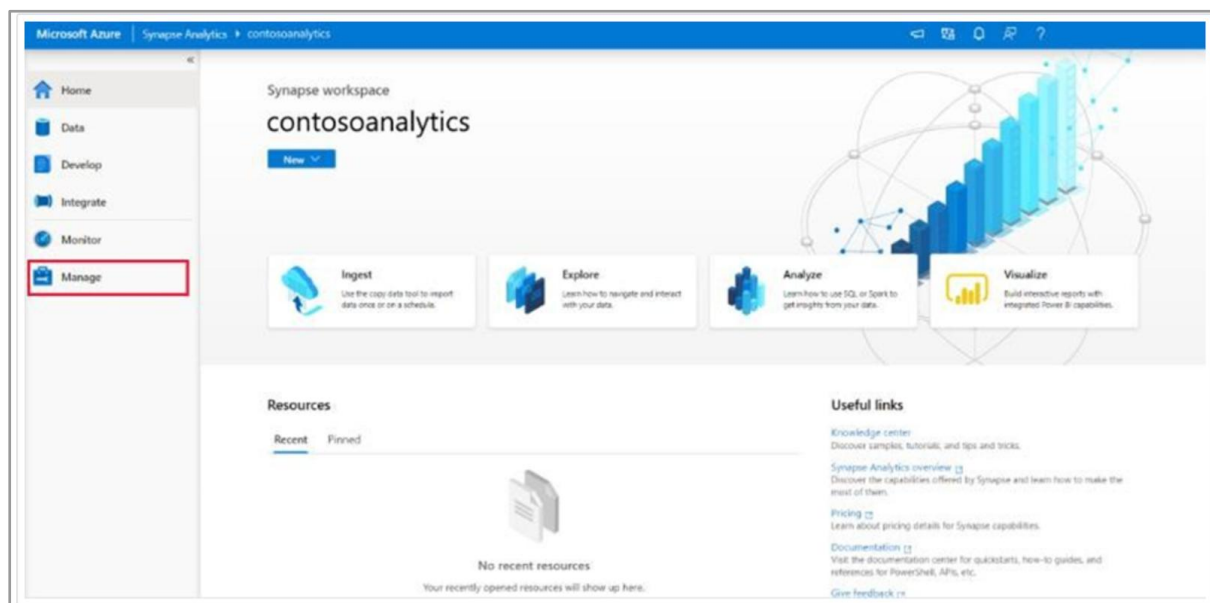 Microsoft Azure | Synapse Analytics ▸ contosoanalytics
?
«
Home
Data
Develop
Integrate
Monitor
Manage
Synapse workspace
contosoanalytics
New
Ingest
Use the copy data tool to import
data once or on a schedule.
Explore
Learn how to navigate and interact
with your data.
Analyze
Learn how to use SQL or Spark to
get insights from your data.
Visualize
Build interactive reports with
integrated Power BI capabilities.
Resources
Recent Pinned
No recent resources
Your recently opened resources will show up here.
Useful links
Knowledge center
Discover samples, tutorials, and tips and tricks.
Synapse Analytics overview
Discover the capabilities offered by Synapse and learn how to make the
most of them.
Pricing
Learn about pricing details for Synapse capabilities.
Documentation
Visit the documentation center for quickstarts, how-to guides, and
references for PowerShell, APIs, etc.
Give feedback